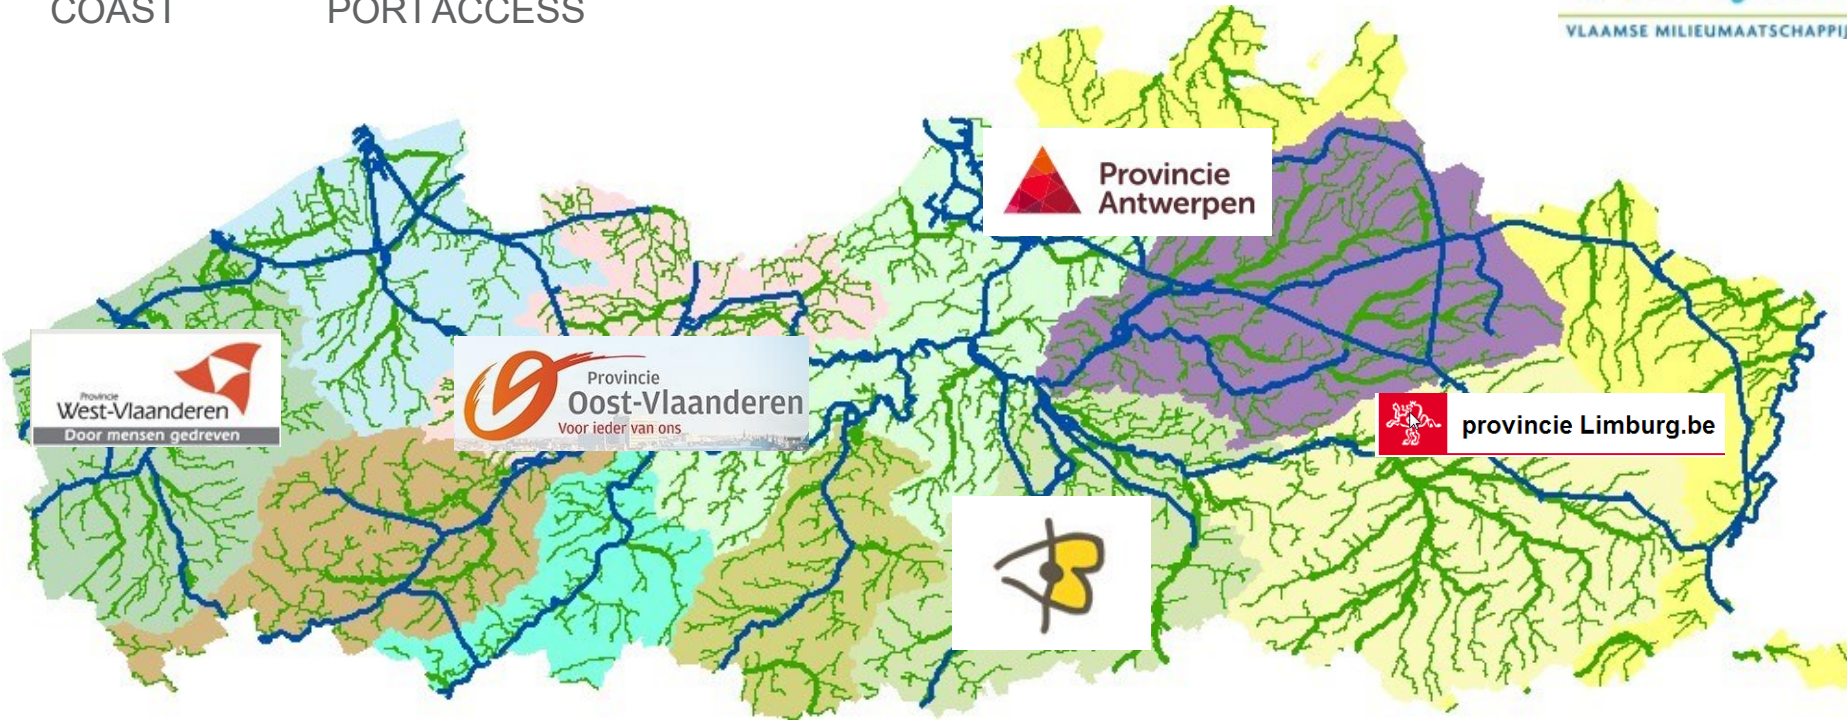 COAST PORT ACCESS
VLAAMSE MILIEUMAATSCHAPPIJ
Provincie
Antwerpen
Provincie
West-Vlaanderen
Door mensen gedreven
Provincie
Oost-Vlaanderen
Voor ieder van ons
provincie Limburg.be